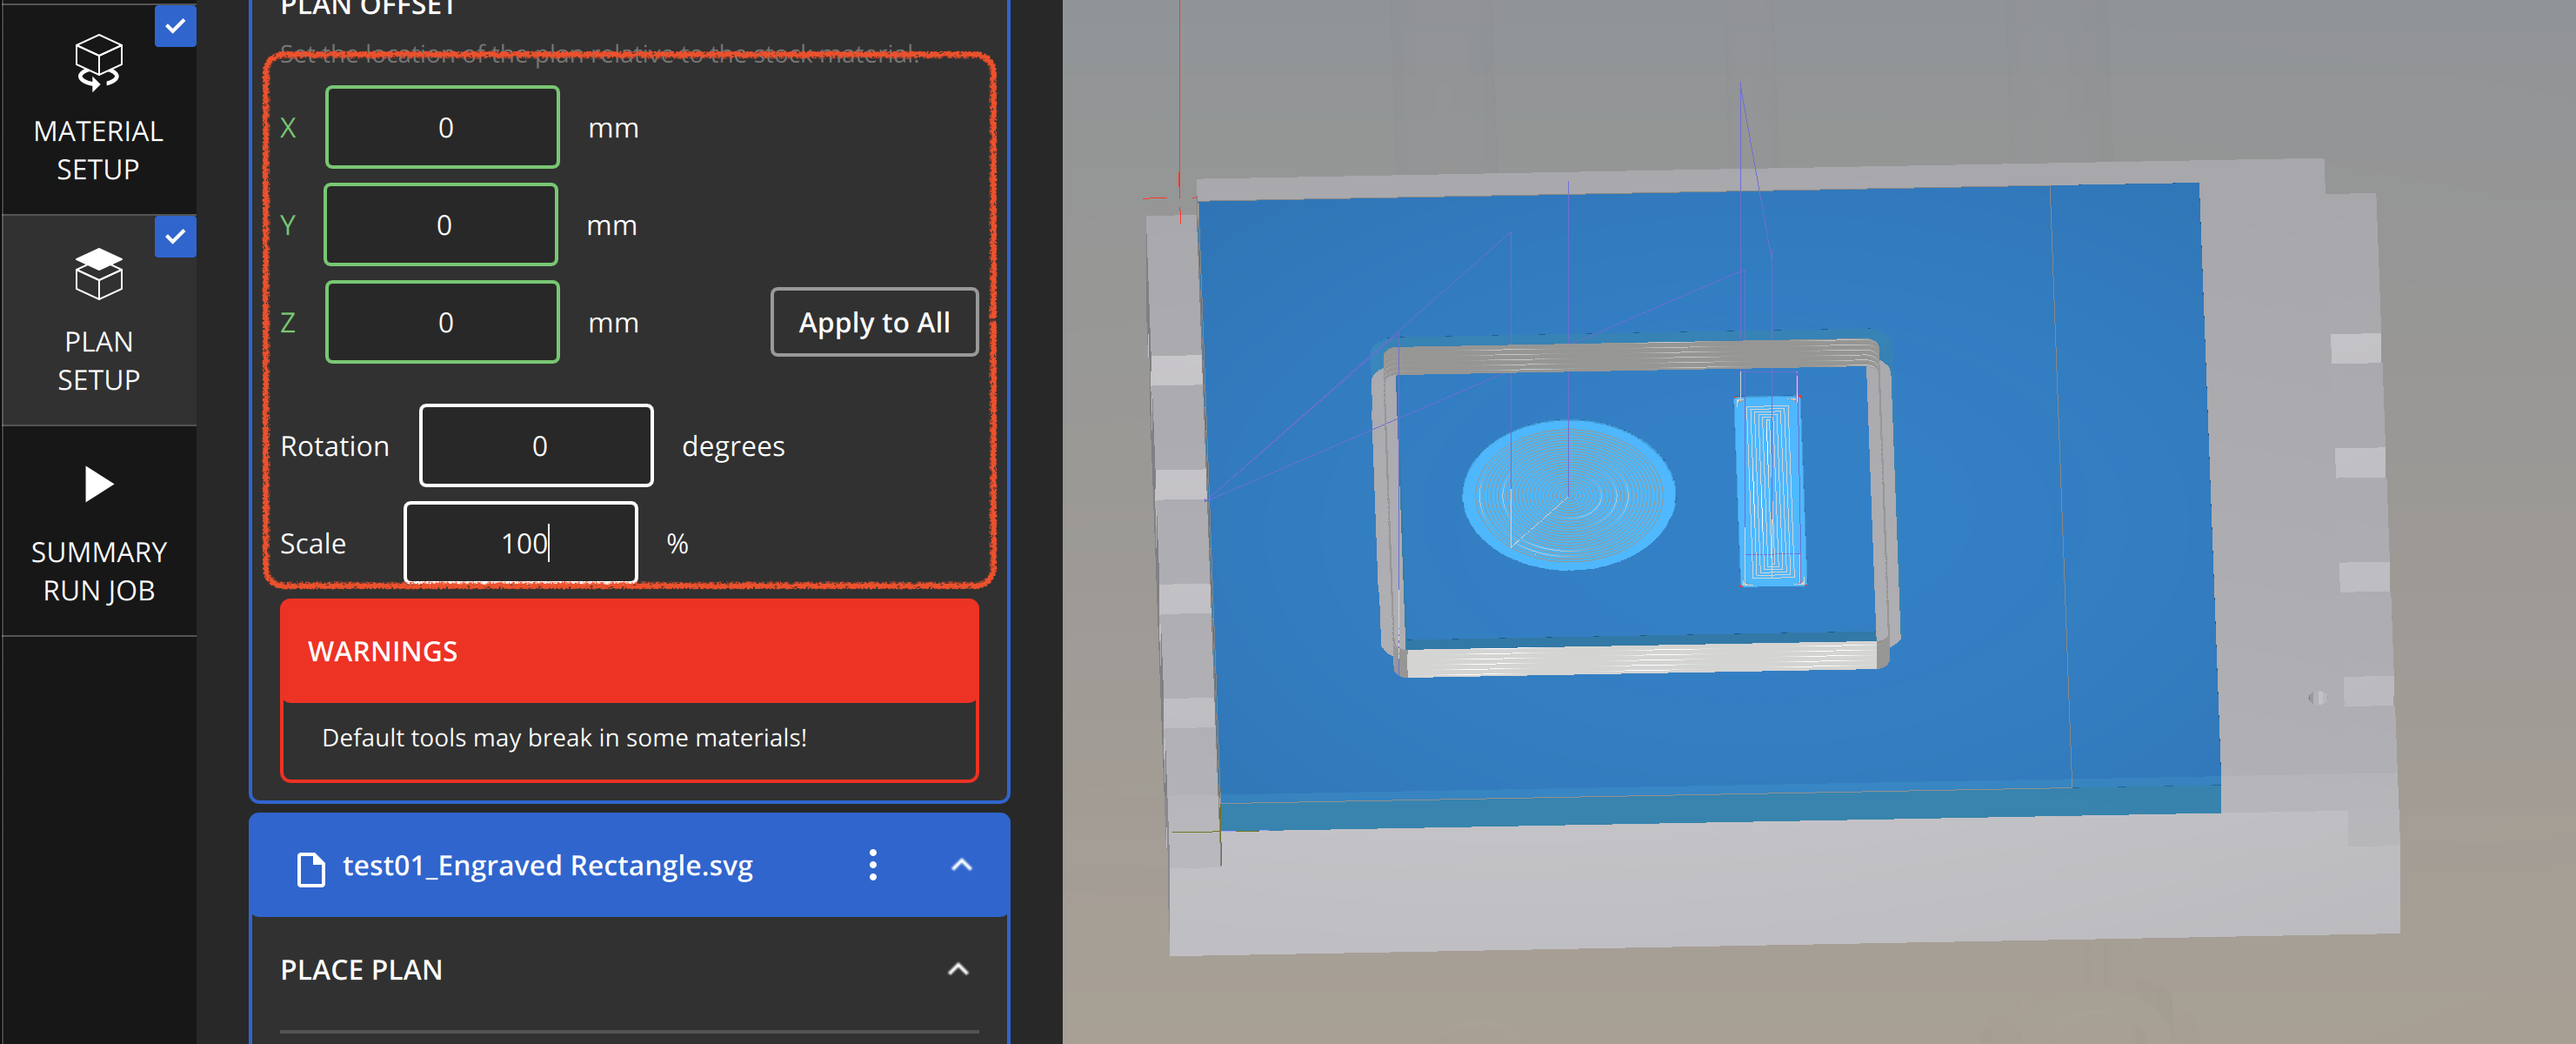 MATERIAL
SETUP
PLAN
SETUP
SUMMARY
RUN JOB
PLAN OFFSET
Set the location of the plan relative to the stock material.
X 0 mm
Y 0 mm
Z 0 mm Apply to All
Rotation 0 degrees
Scale 100 %
WARNINGS
Default tools may break in some materials!
test01_Engraved Rectangle.svg
PLACE PLAN